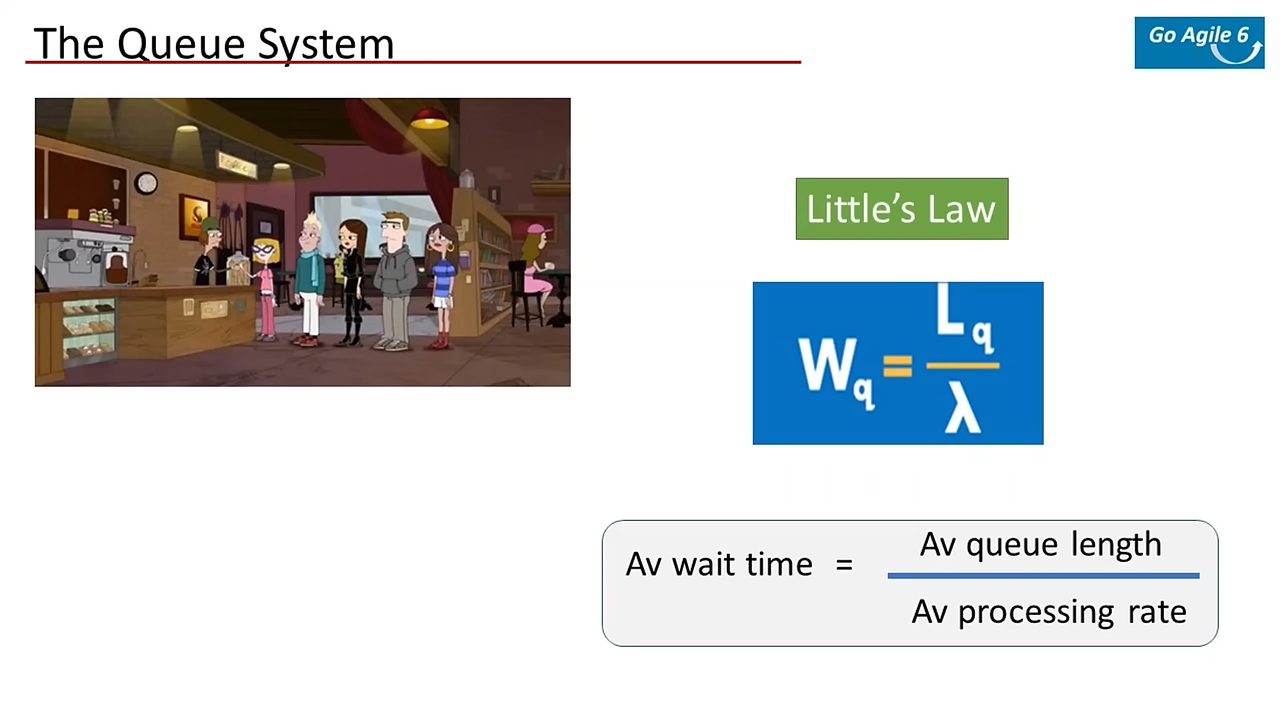 The Queue System
Go Agile 6
Little's Law
Wq = Lq
λ
Av wait time = Av queue length
Av processing rate